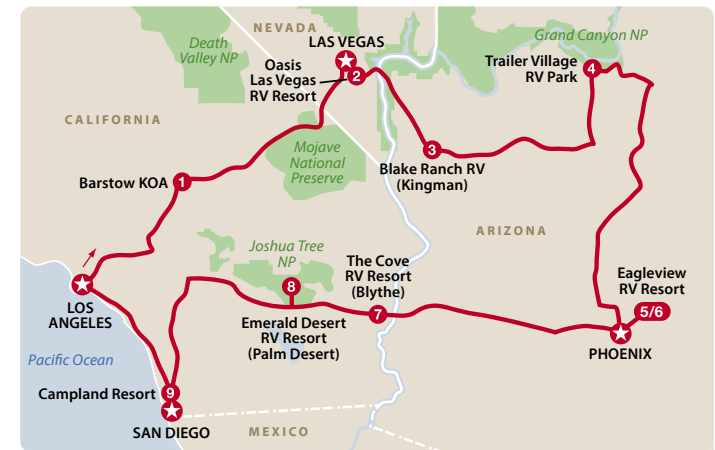 NEVADA
Death
Valley NP
LAS VEGAS
Oasis
Las Vegas
RV Resort
2
Grand Canyon NP
Trailer Village
RV Park
4
CALIFORNIA
Mojave
National
Preserve
3
Blake Ranch RV
(Kingman)
Barstow KOA
1
ARIZONA
Joshua Tree
NP
8
The Cove
RV Resort
(Blythe)
7
Eagleview
RV Resort
5/6
LOS
ANGELES
Emerald Desert
RV Resort
(Palm Desert)
PHOENIX
Pacific Ocean
Campland Resort
9
SAN DIEGO
MEXICO